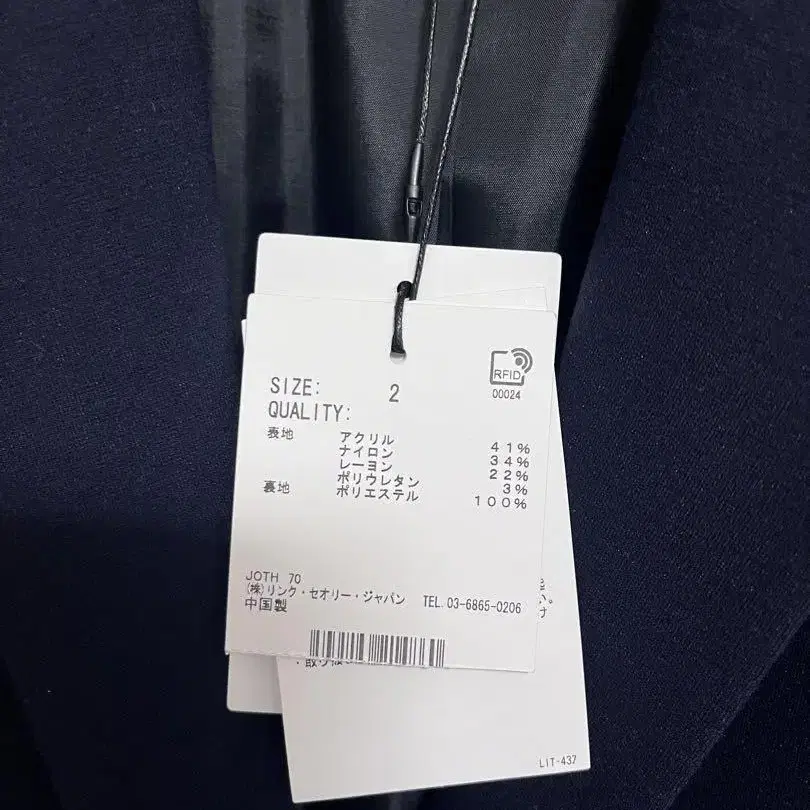 RFID
00024
SIZE: 2
QUALITY:
表地 アクリル 41%
ナイロン 34%
レーヨン 22%
ポリウレタン 3%
裏地 ポリエステル 100%
JOTH 70
(株)リンク・セオリー・ジャパン TEL.03-6865-0206
中国製
い。
け
LIT-437